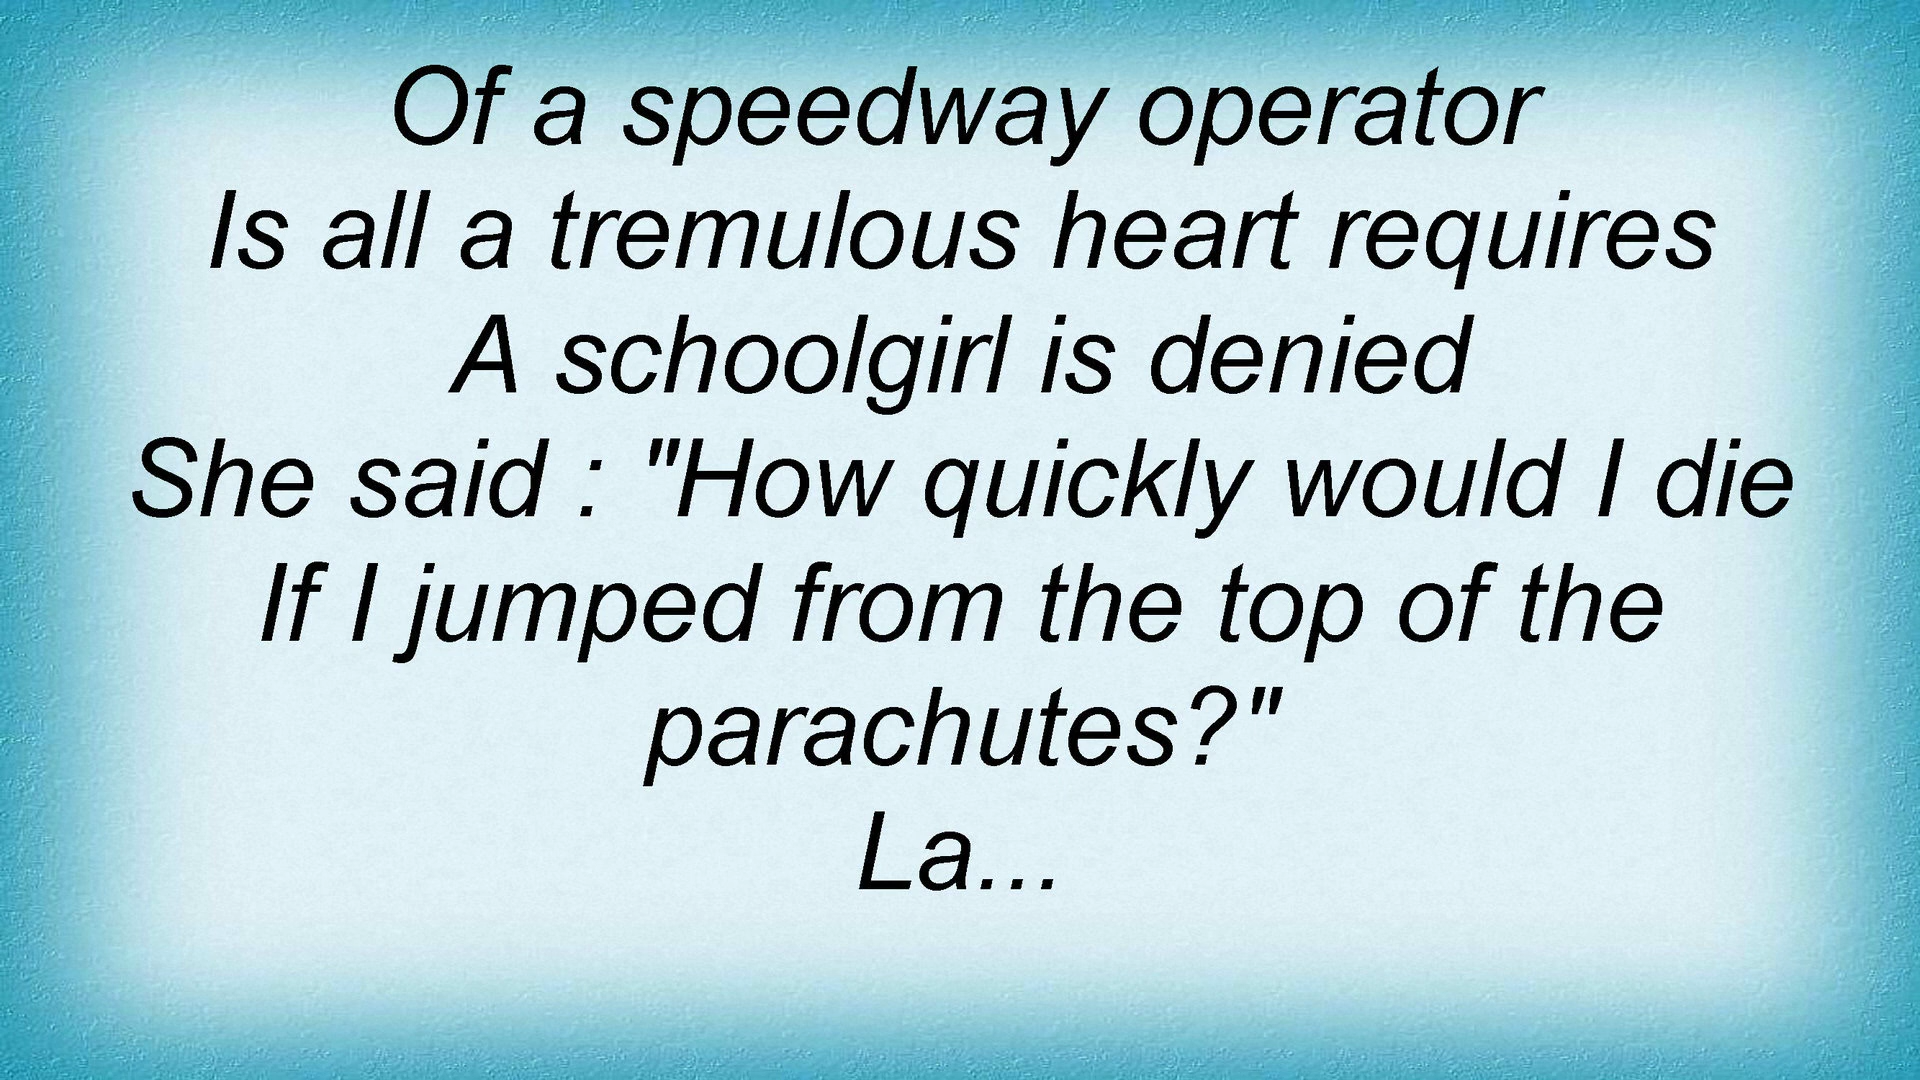 Of a speedway operator
Is all a tremulous heart requires
A schoolgirl is denied
She said : "How quickly would I die
If I jumped from the top of the
parachutes?"
La...